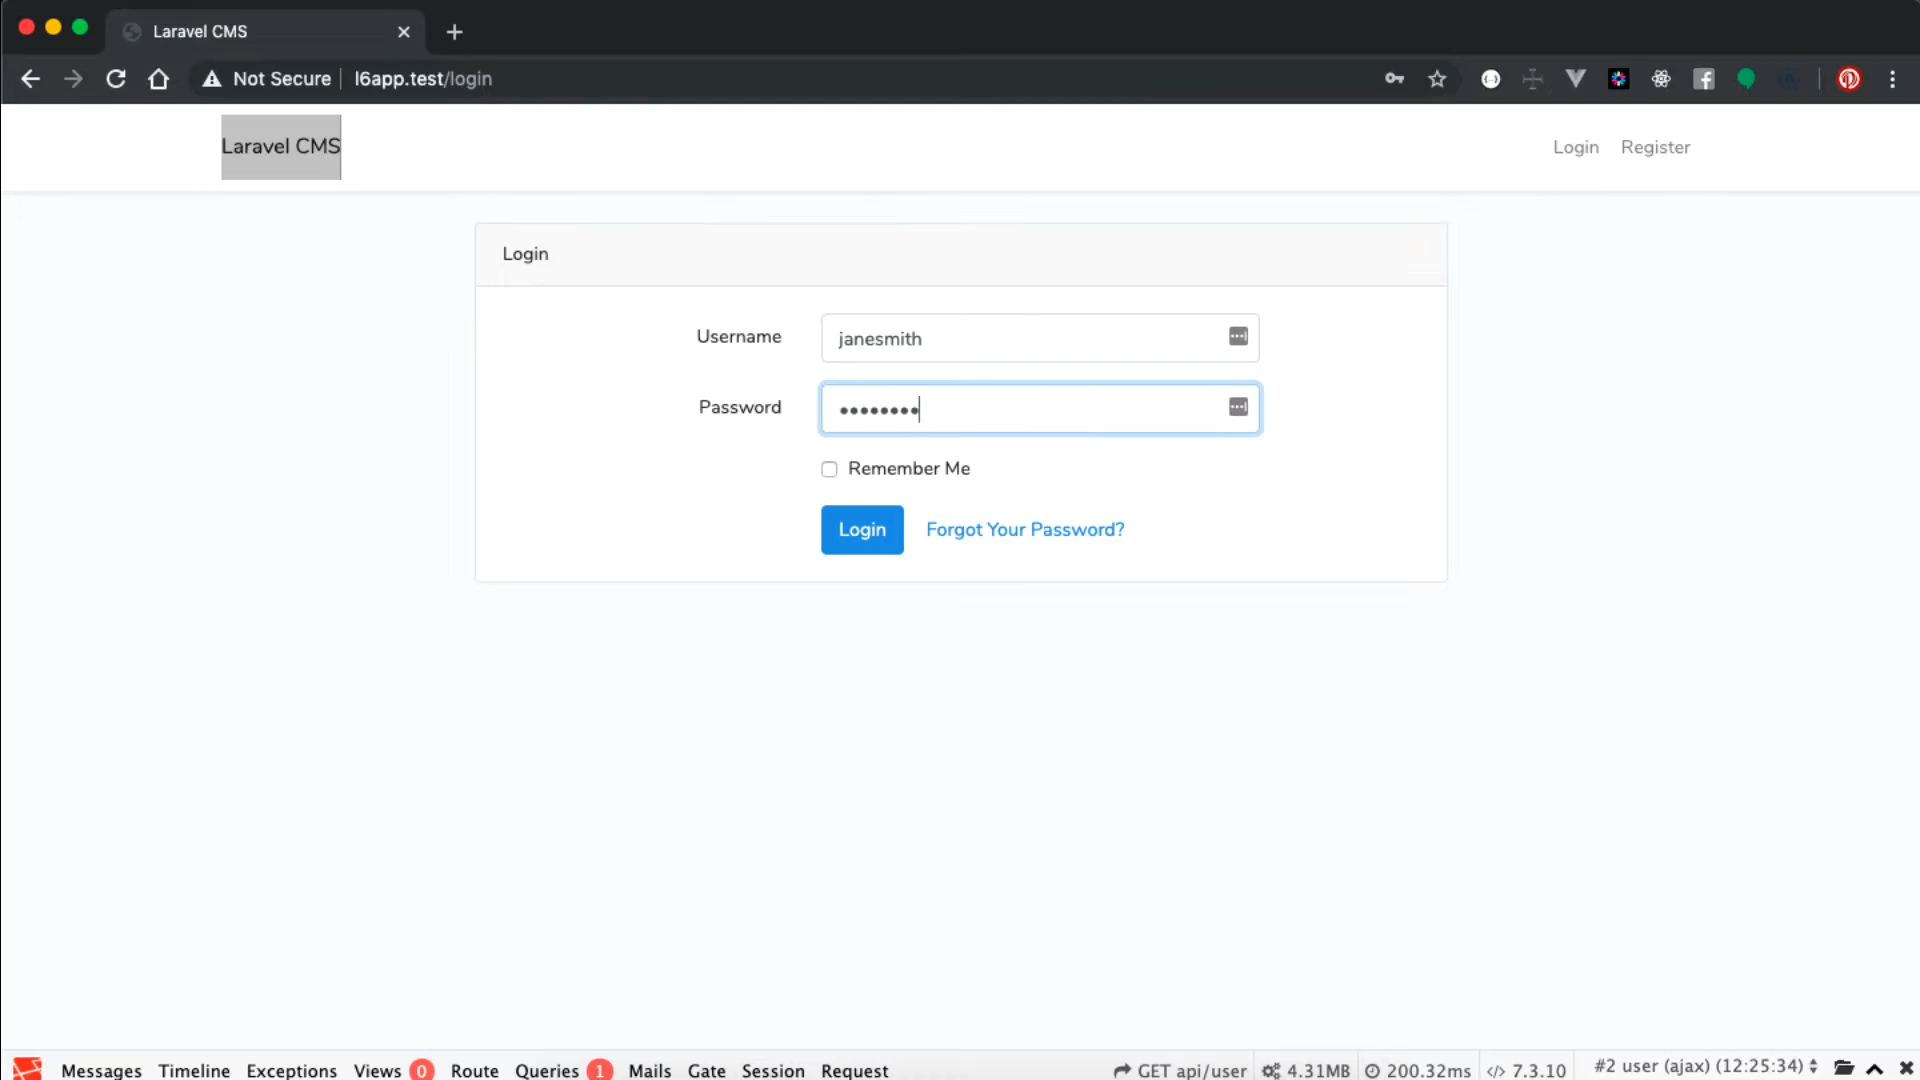 Laravel CMS
Not Secure l6app.test/login
Laravel CMS Login Register
Login
Username janesmith
Password ••••••••
Remember Me
Login Forgot Your Password?
Messages Timeline Exceptions Views 0 Route Queries 1 Mails Gate Session Request GET api/user 4.31MB 200.32ms 7.3.10 #2 user (ajax) (12:25:34)